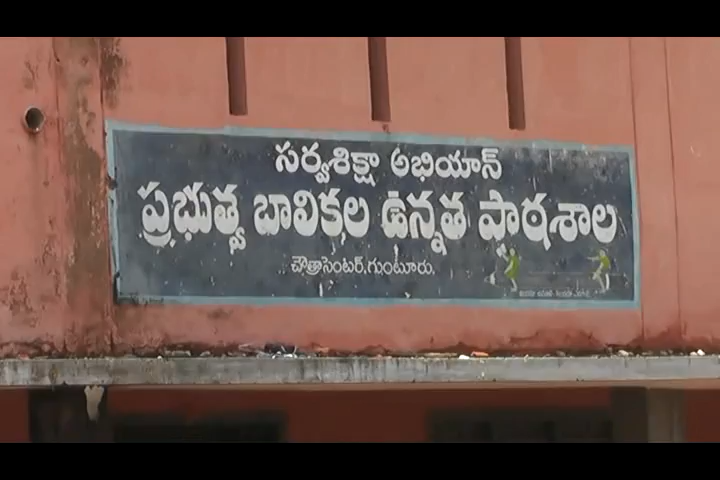 సర్వశిక్షా అభియాన్
ప్రభుత్వ బాలికల ఉన్నత పాఠశాల
చౌత్రాసెంటర్,గుంటూరు.